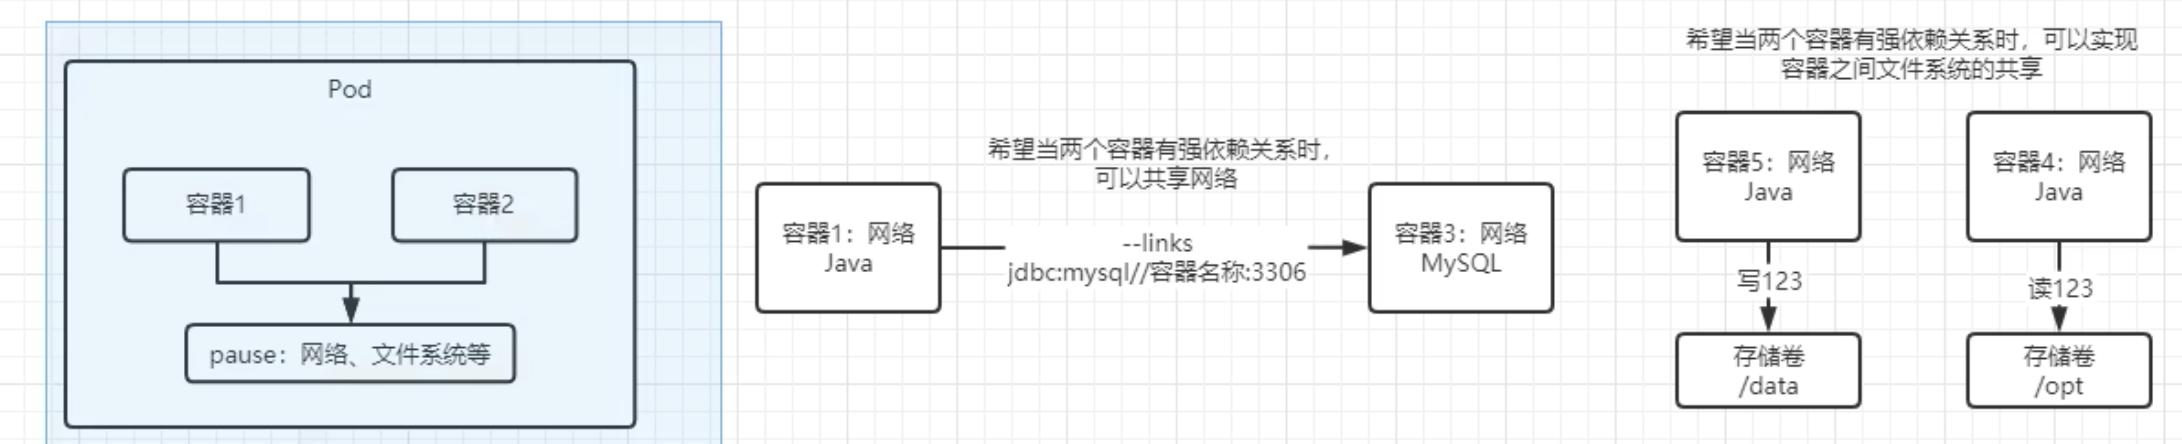 Pod
容器1
容器2
pause：网络、文件系统等
希望当两个容器有强依赖关系时，
可以共享网络
容器1：网络
Java
--links
jdbc:mysql//容器名称:3306
容器3：网络
MySQL
希望当两个容器有强依赖关系时，可以实现
容器之间文件系统的共享
容器5：网络
Java
写123
存储卷
/data
容器4：网络
Java
读123
存储卷
/opt